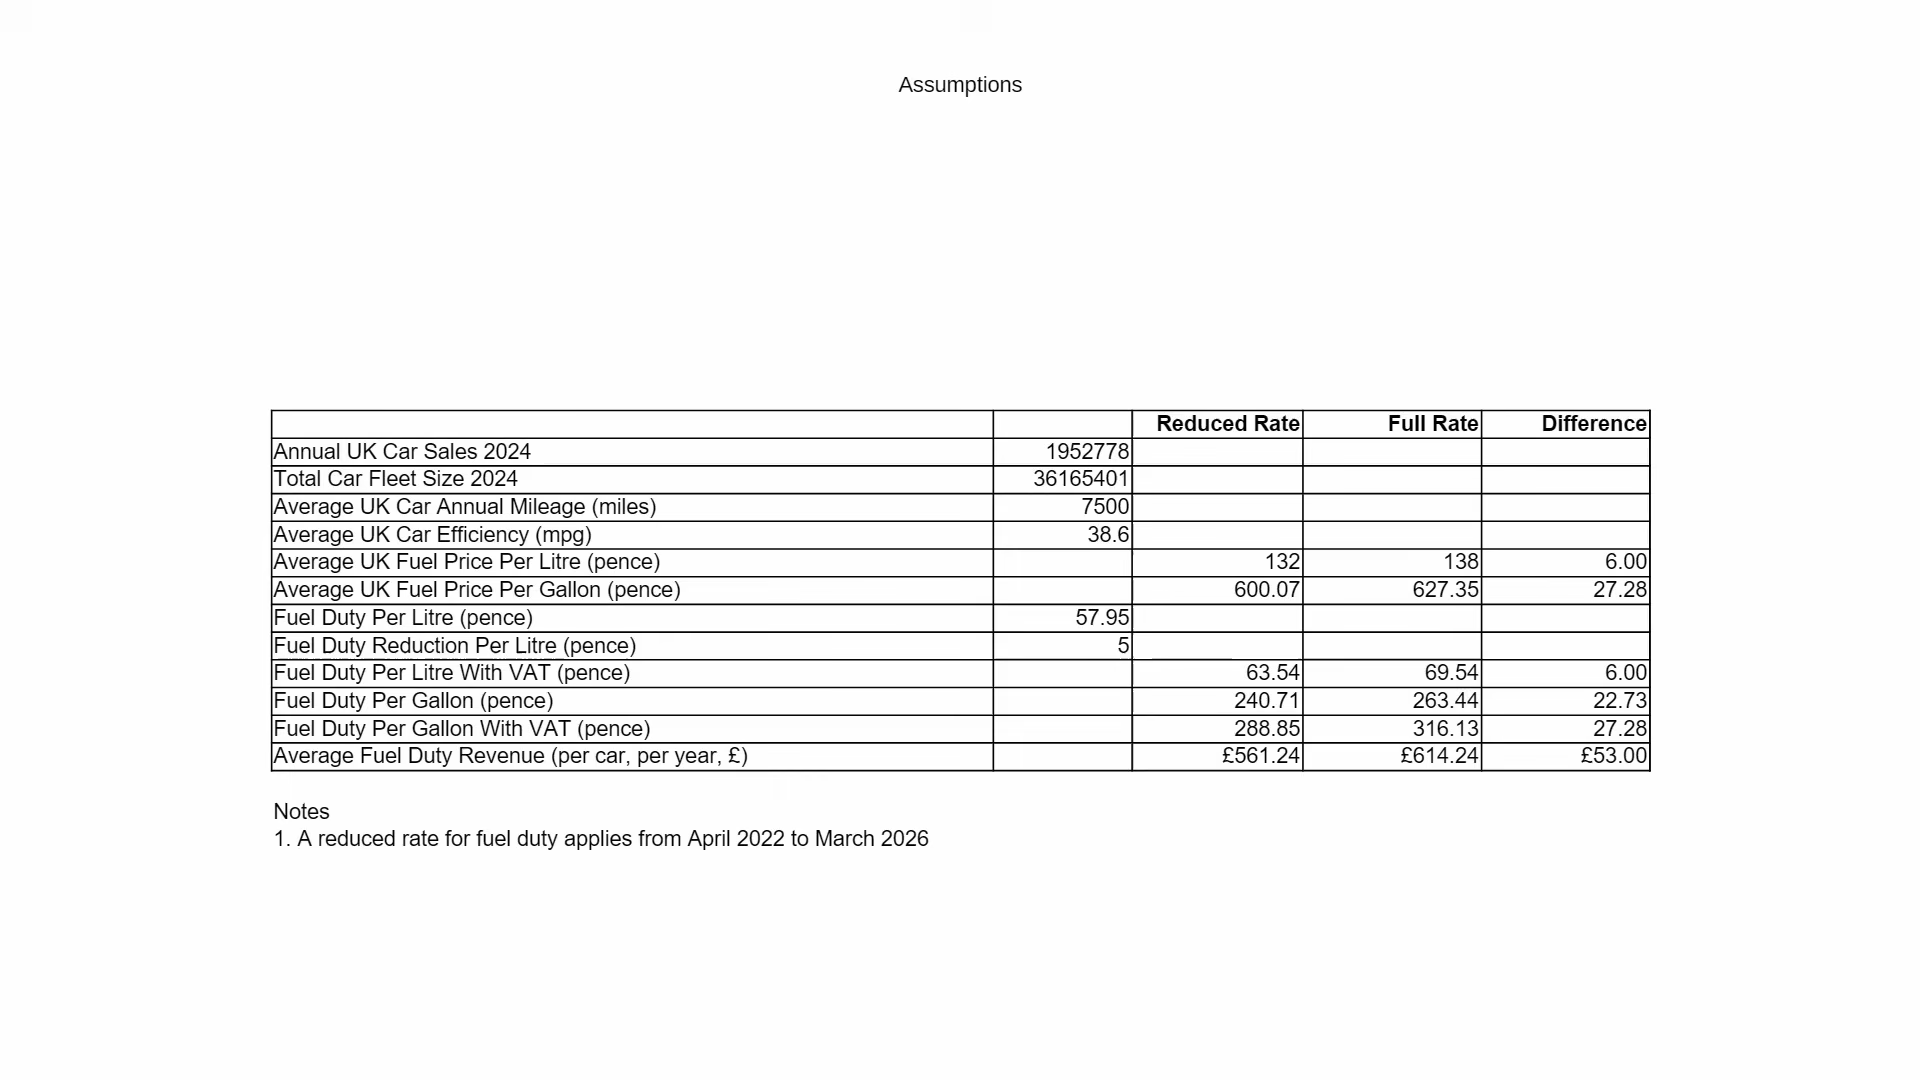 Assumptions
Reduced Rate Full Rate Difference
Annual UK Car Sales 2024 1952778
Total Car Fleet Size 2024 36165401
Average UK Car Annual Mileage (miles) 7500
Average UK Car Efficiency (mpg) 38.6
Average UK Fuel Price Per Litre (pence) 132 138 6.00
Average UK Fuel Price Per Gallon (pence) 600.07 627.35 27.28
Fuel Duty Per Litre (pence) 57.95
Fuel Duty Reduction Per Litre (pence) 5
Fuel Duty Per Litre With VAT (pence) 63.54 69.54 6.00
Fuel Duty Per Gallon (pence) 240.71 263.44 22.73
Fuel Duty Per Gallon With VAT (pence) 288.85 316.13 27.28
Average Fuel Duty Revenue (per car, per year, £) £561.24 £614.24 £53.00
Notes
1. A reduced rate for fuel duty applies from April 2022 to March 2026